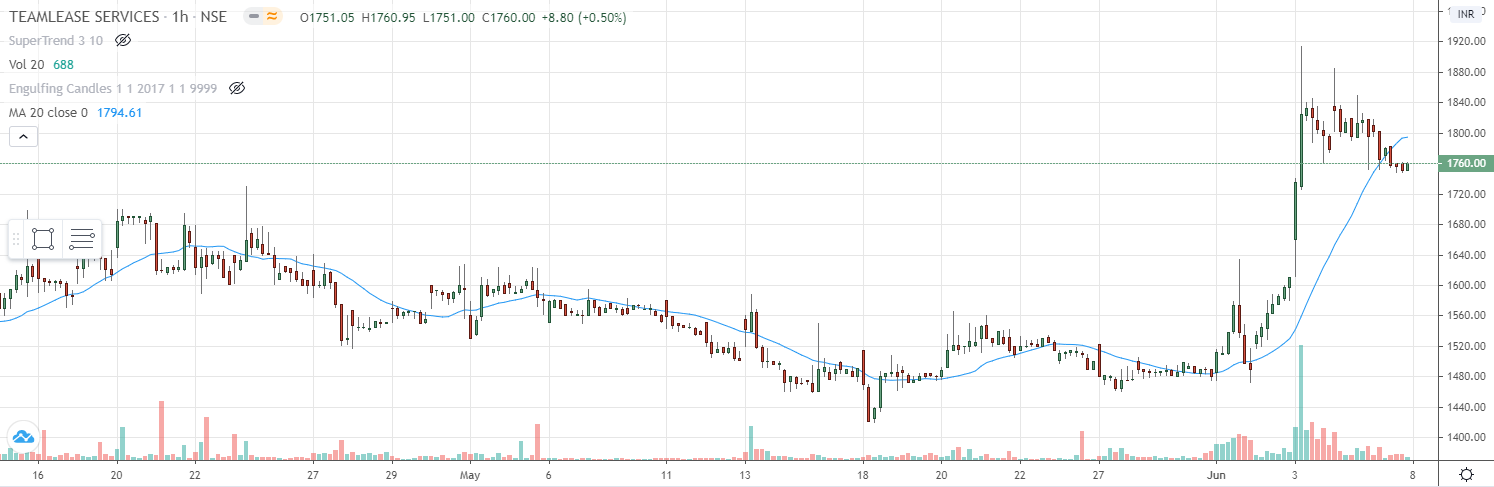 TEAMLEASE SERVICES · 1h · NSE O1751.05 H1760.95 L1751.00 C1760.00 +8.80 (+0.50%)
INR
SuperTrend 3 10
Vol 20 688
Engulfing Candles 1 1 2017 1 1 9999
MA 20 close 0 1794.61
1920.00
1880.00
1840.00
1800.00
1760.00
1720.00
1680.00
1640.00
1600.00
1560.00
1520.00
1480.00
1440.00
1400.00
16 20 22 27 29 May 6 11 13 18 20 22 27 Jun 3 8